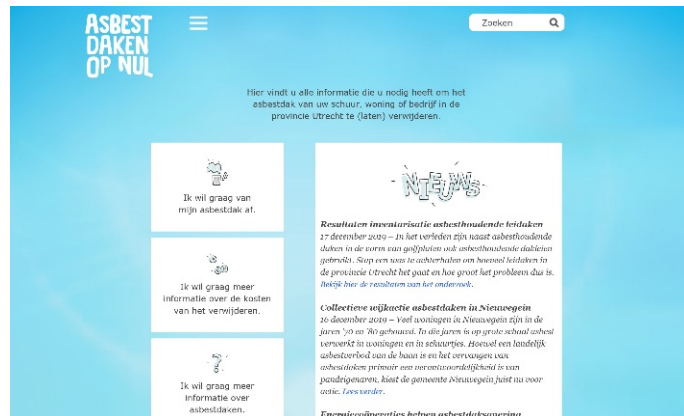 ASBEST
DAKEN
OP NUL
Zoeken
Hier vindt u alle informatie die u nodig heeft om het
asbestdak van uw schuur, woning of bedrijf in de
provincie Utrecht te (laten) verwijderen.
Ik wil graag van
mijn asbestdak af.
Ik wil graag meer
informatie over de kosten
van het verwijderen.
Ik wil graag meer
informatie over
asbestdaken.
NIEUWS
Resultaten inventarisatie asbesthoudende leidaken
17 december 2019 – In het verleden zijn naast asbesthoudende
daken in de vorm van golfplaten ook asbesthoudende dakleien
gebruikt. Stap een was te achterhalen om hoeveel leidaken in
de provincie Utrecht het gaat en hoe groot het probleem dus is.
Bekijk hier de resultaten van het onderzoek.
Collectieve wijkactie asbestdaken in Nieuwegein
16 december 2019 – Veel woningen in Nieuwegein zijn in de
jaren '70 en '80 gebouwd. In die jaren is op grote schaal asbest
verwerkt in woningen en in schuurtjes. Hoewel een landelijk
asbestverbod van de baan is en het vervangen van
asbestdaken primair een verantwoordelijkheid is van
pandeigenaren, kiest de gemeente Nieuwegein juist nu voor
actie. Lees verder.
Energiecoöperaties helpen asbestdaksanering